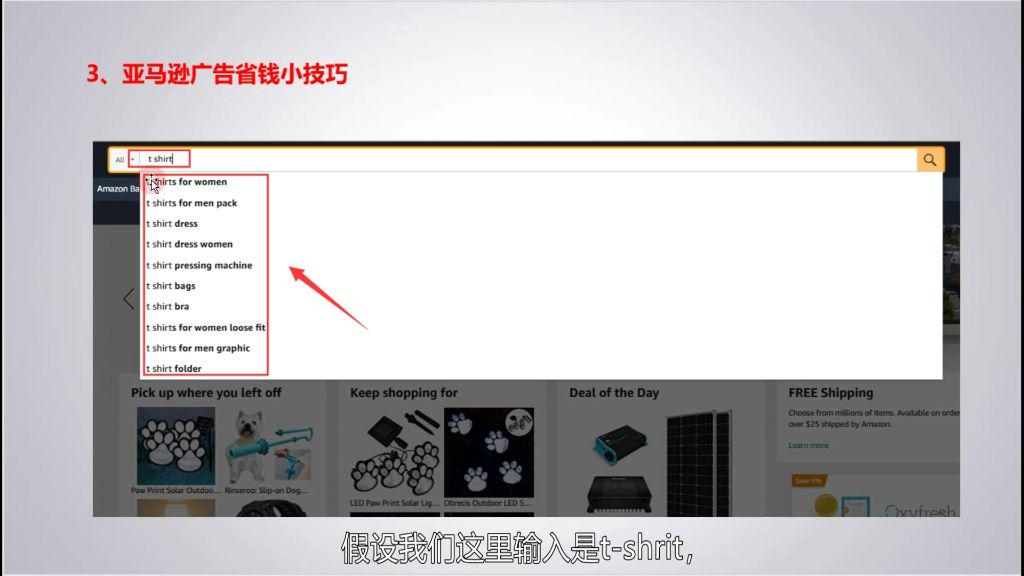 3、亚马逊广告省钱小技巧
All
t shirt
Amazon Ba
t shirts for women
t shirts for men pack
t shirt dress
t shirt dress women
t shirt pressing machine
t shirt bags
t shirt bra
t shirts for women loose fit
t shirts for men graphic
t shirt folder
Pick up where you left off
Keep shopping for
Deal of the Day
FREE Shipping
Choose from millions of items. Available on order
over $25 shipped by Amazon.
Learn more
Paw Print Solar Outdoo...
Rinseroo: Slip-on Dog...
LED Paw Print Solar Lig...
Obrecis Outdoor LED S...
Save 5%
Oxyfresh
假设我们这里输入是t-shrit,